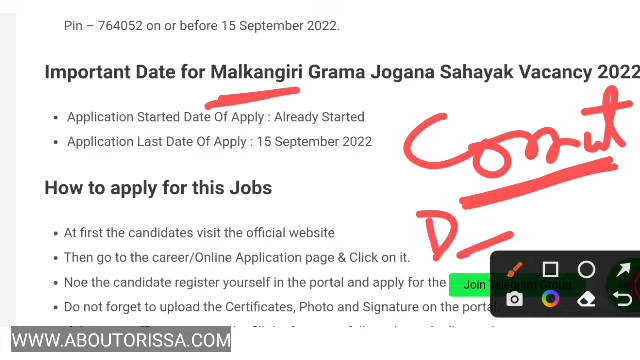 Pin – 764052 on or before 15 September 2022.
Important Date for Malkangiri Grama Jogana Sahayak Vacancy 2022
Application Started Date Of Apply : Already Started
Application Last Date Of Apply : 15 September 2022
How to apply for this Jobs
At first the candidates visit the official website
Then go to the career/Online Application page & Click on it.
Noe the candidate register yourself in the portal and apply for the
Join Telegram Group
Do not forget to upload the Certificates, Photo and Signature on the portal.
WWW.ABOUTORISSA.COM